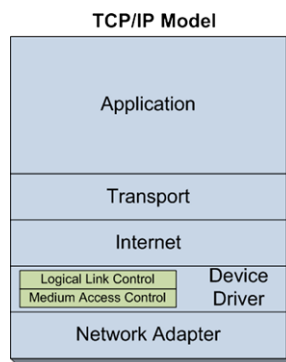 TCP/IP Model
Application
Transport
Internet
Logical Link Control
Medium Access Control
Device
Driver
Network Adapter